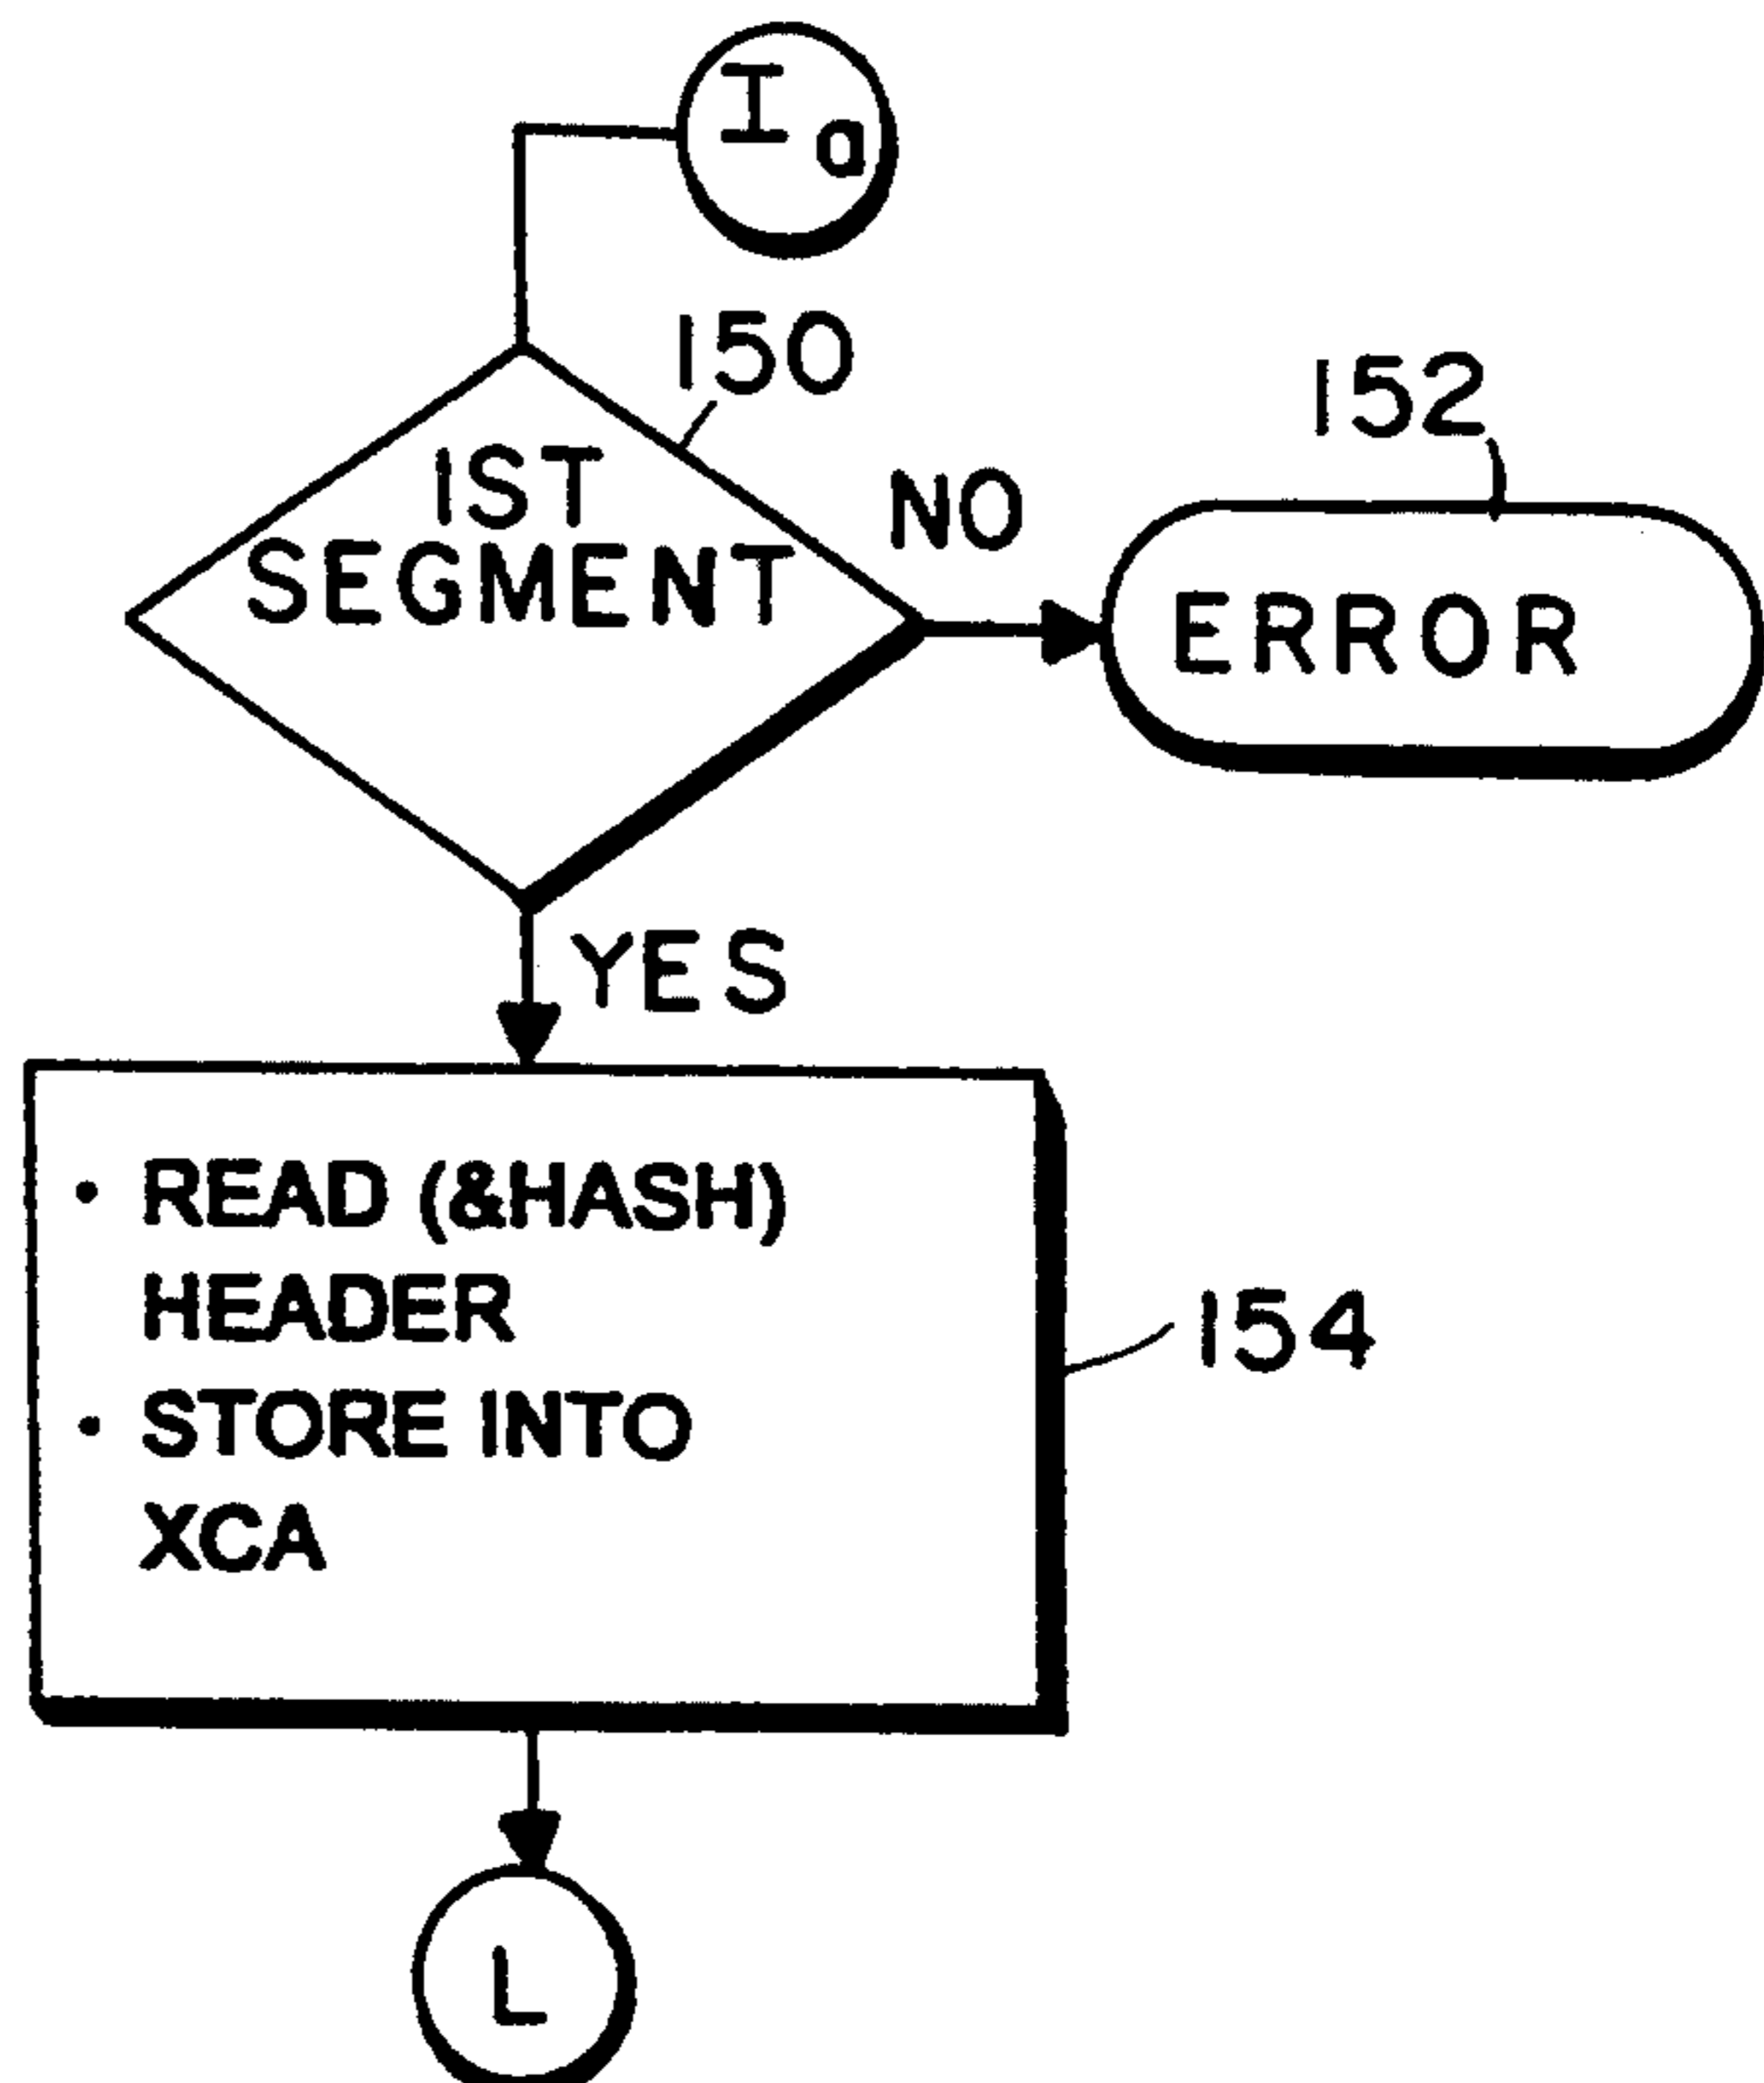 Ia
150
152
1ST
SEGMENT
NO
ERROR
YES
• READ (&HASH)
HEADER
• STORE INTO
XCA
154
L